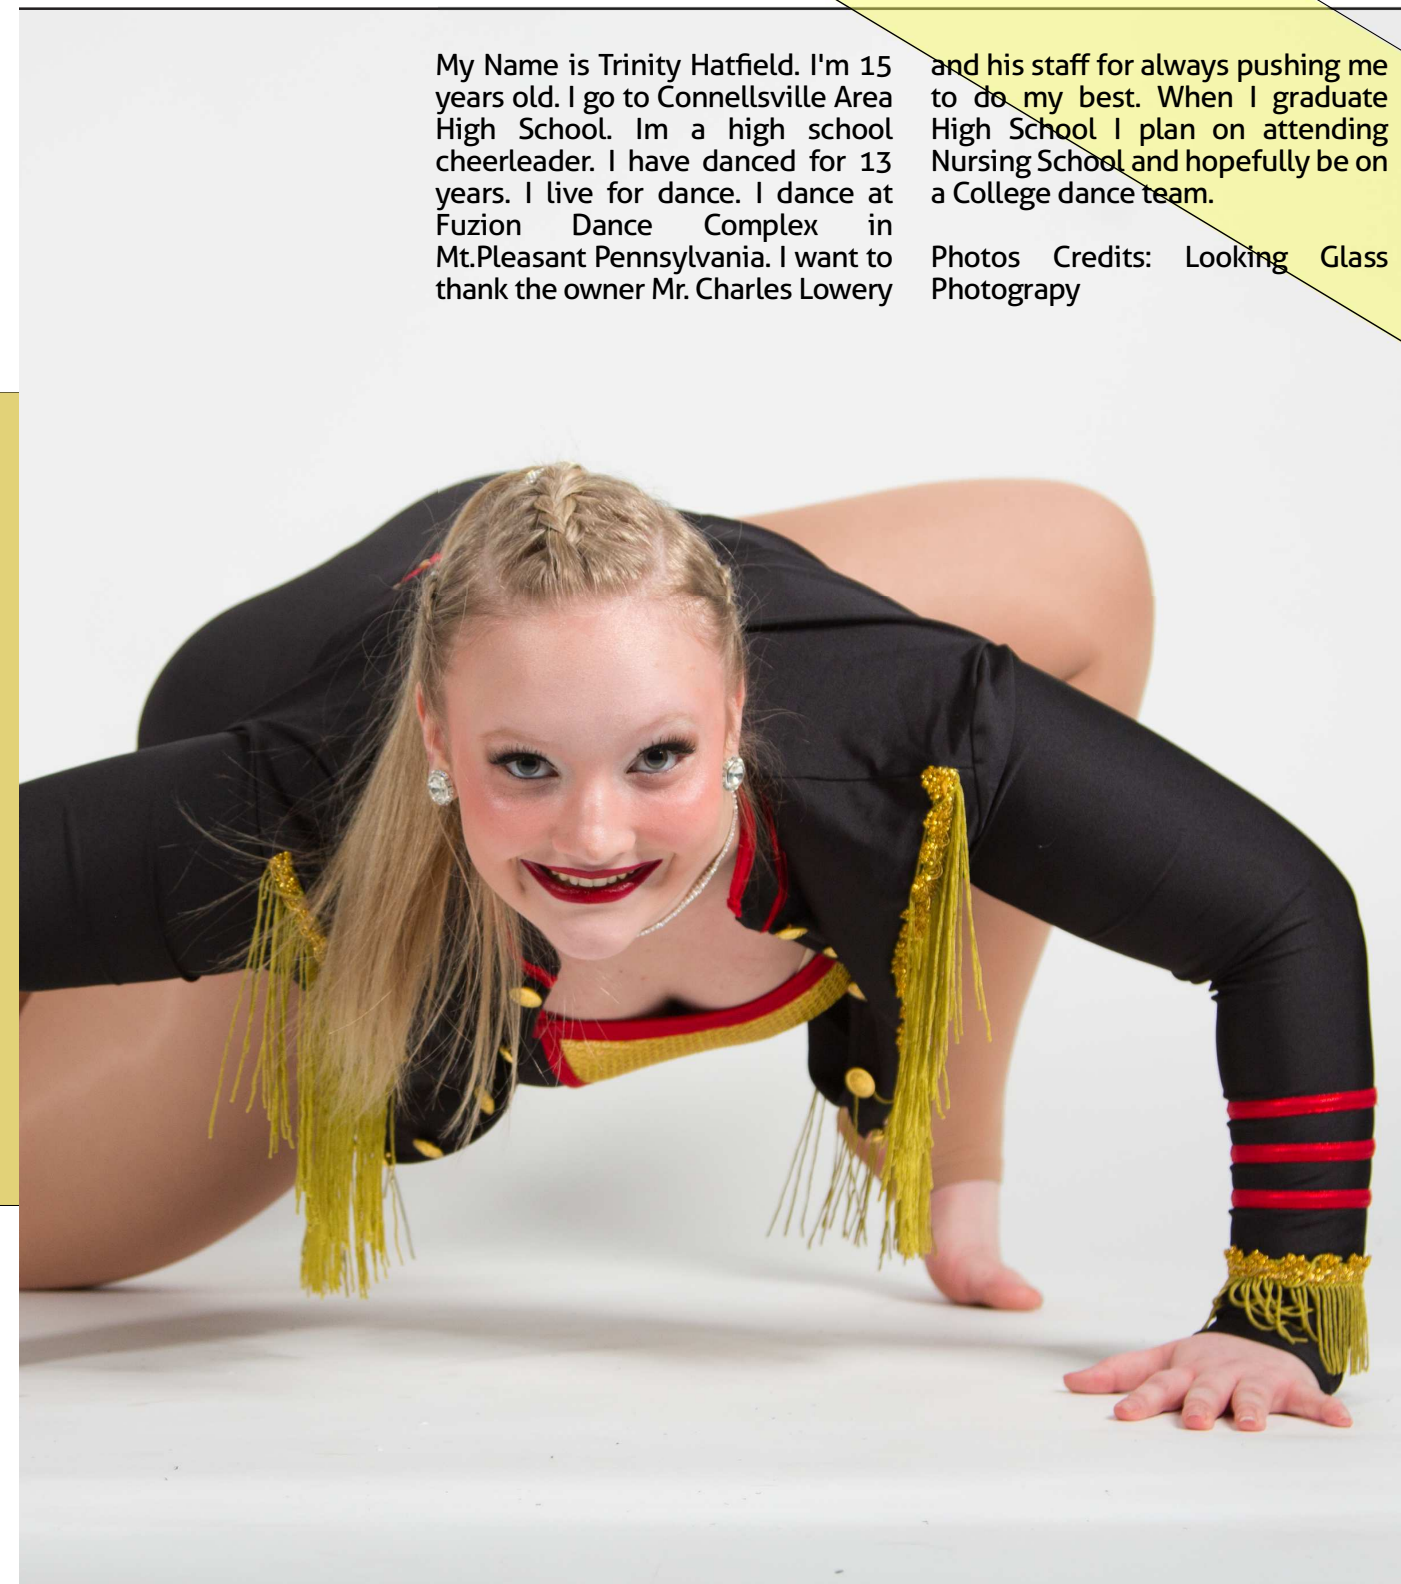 My Name is Trinity Hatfield. I'm 15
years old. I go to Connellsville Area
High School. Im a high school
cheerleader. I have danced for 13
years. I live for dance. I dance at
Fuzion Dance Complex in
Mt.Pleasant Pennsylvania. I want to
thank the owner Mr. Charles Lowery
and his staff for always pushing me
to do my best. When I graduate
High School I plan on attending
Nursing School and hopefully be on
a College dance team.
Photos Credits: Looking Glass
Photograpy